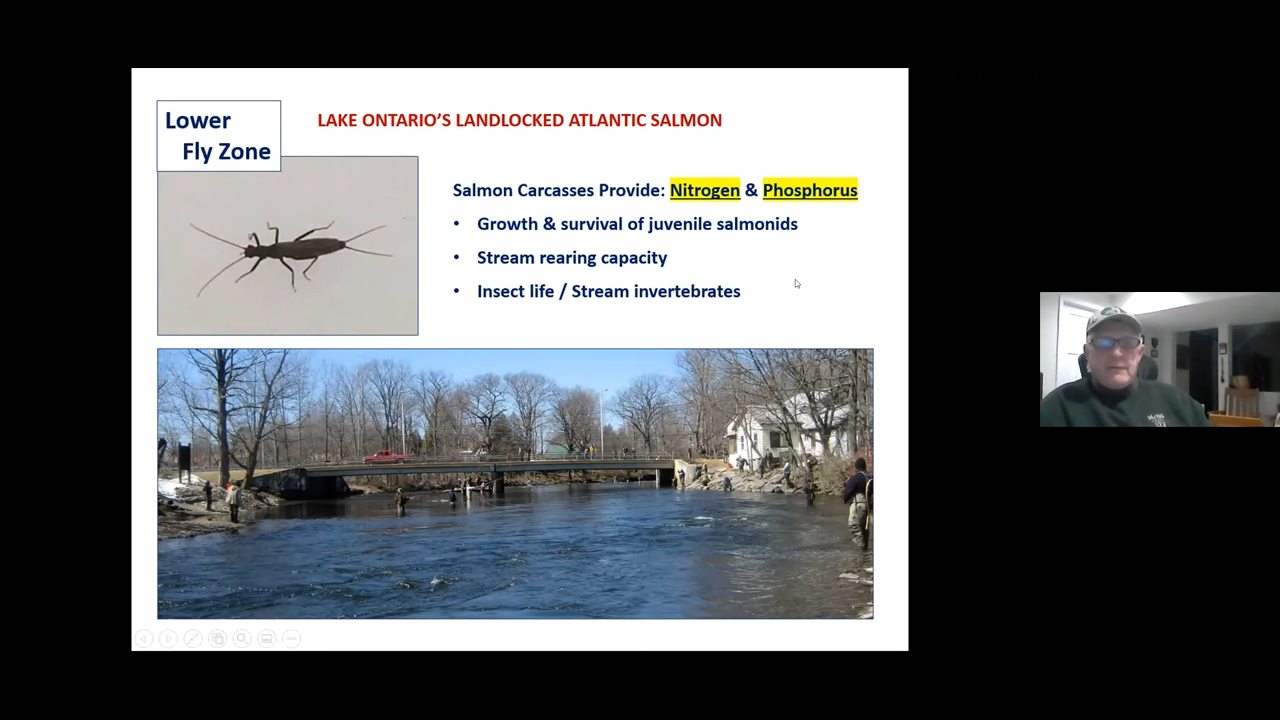 Lower
Fly Zone
LAKE ONTARIO'S LANDLOCKED ATLANTIC SALMON
Salmon Carcasses Provide: Nitrogen & Phosphorus
• Growth & survival of juvenile salmonids
• Stream rearing capacity
• Insect life / Stream invertebrates